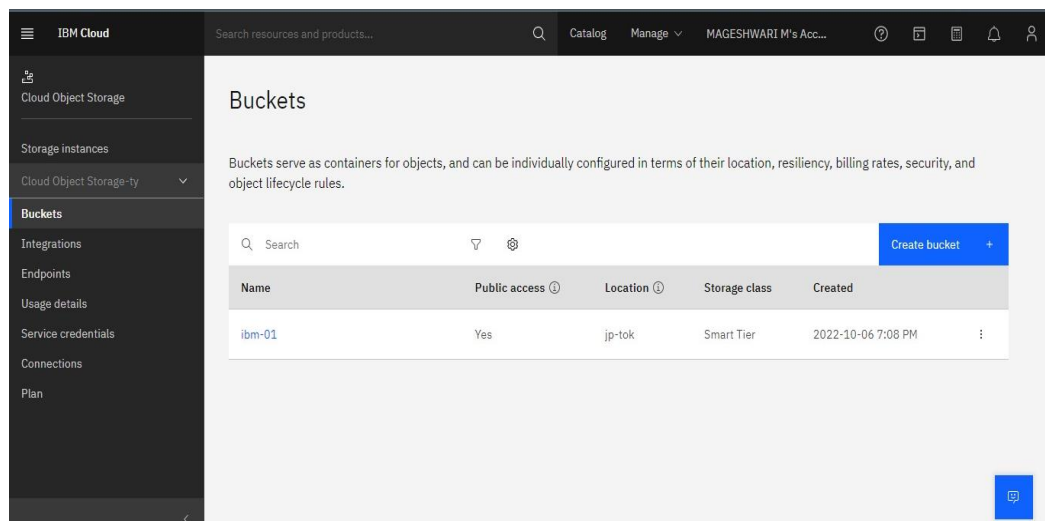 IBM Cloud
Search resources and products...
Catalog
Manage
MAGESHWARI M's Acc...
Cloud Object Storage
Storage instances
Cloud Object Storage-ty
Buckets
Integrations
Endpoints
Usage details
Service credentials
Connections
Plan
Buckets
Buckets serve as containers for objects, and can be individually configured in terms of their location, resiliency, billing rates, security, and
object lifecycle rules.
Search
Create bucket +
Name Public access Location Storage class Created
ibm-01 Yes jp-tok Smart Tier 2022-10-06 7:08 PM